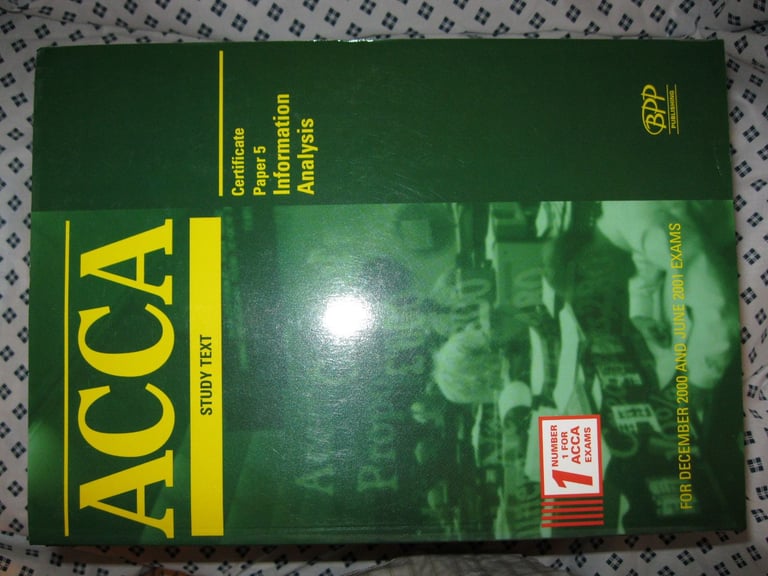 ACCA
STUDY TEXT
Certificate
Paper 5
Information
Analysis
1
NUMBER
1 FOR
ACCA
EXAMS
FOR DECEMBER 2000 AND JUNE 2001 EXAMS
BPP
PUBLISHING